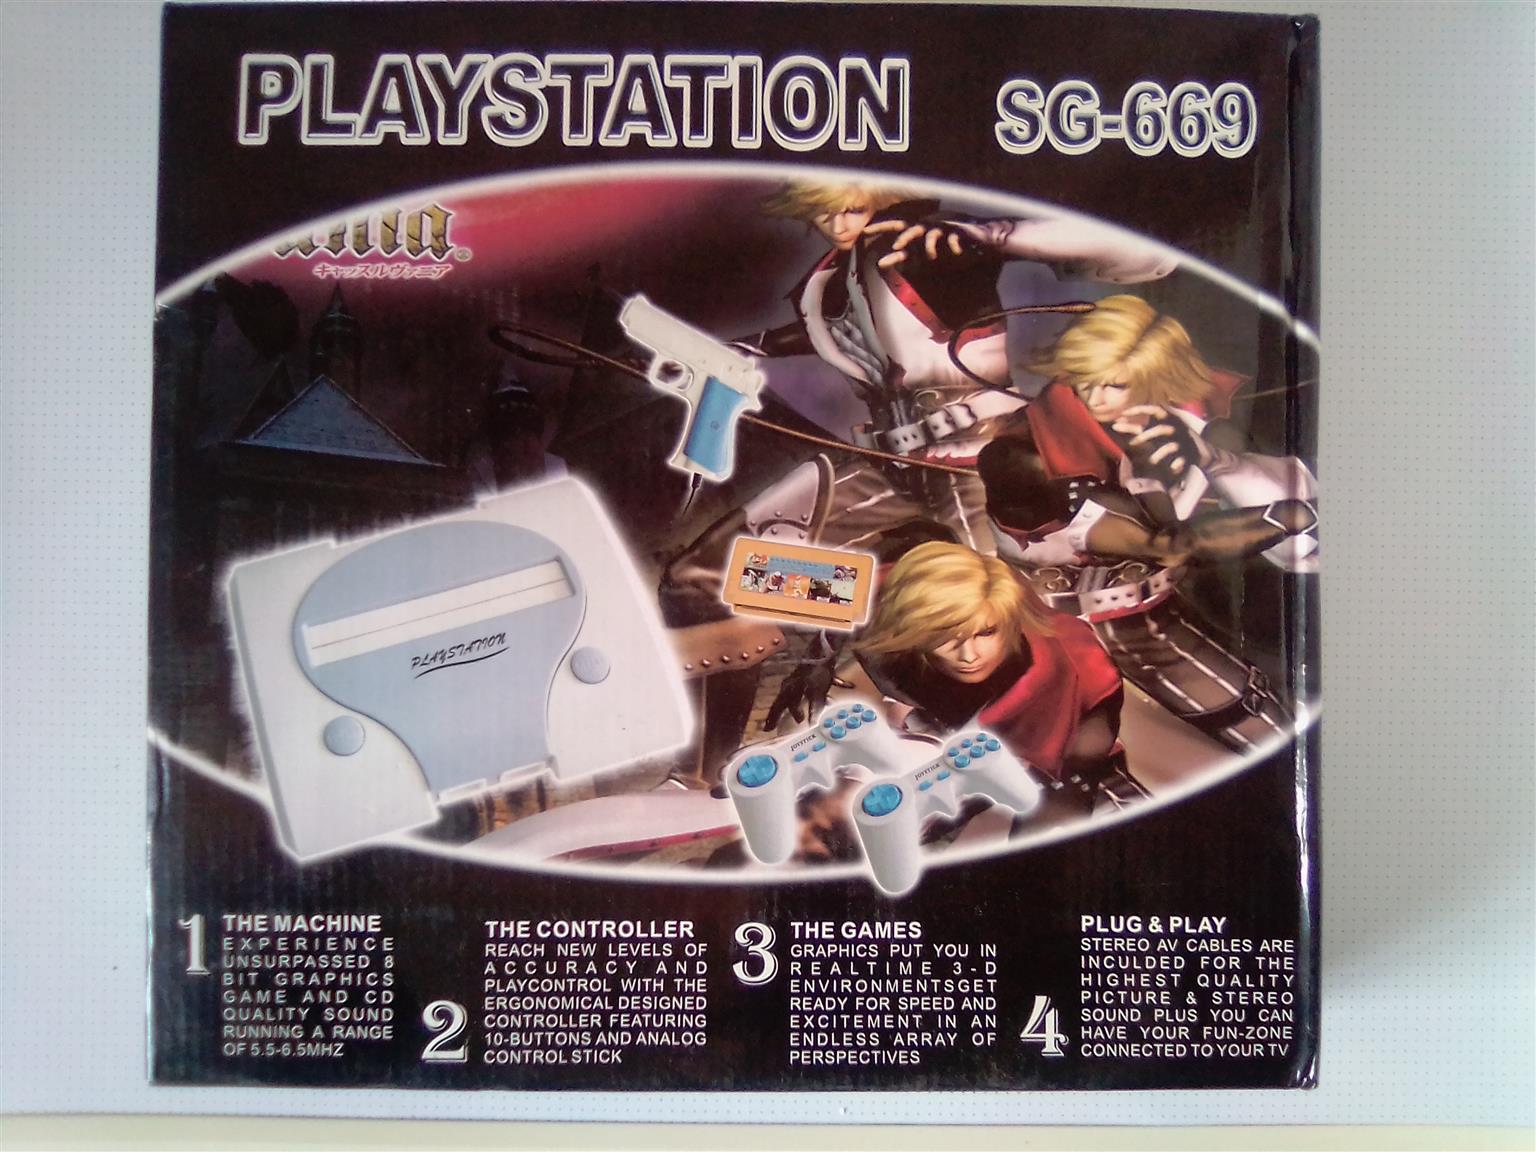 PLAYSTATION SG-669
ania.
キャッスルヴァニア
PLAYSTATION
JOYSTICK
JOYSTICK
1 THE MACHINE
EXPERIENCE
UNSURPASSED 8
BIT GRAPHICS
GAME AND CD
QUALITY SOUND
RUNNING A RANGE
OF 5.5-6.5MHZ
2 THE CONTROLLER
REACH NEW LEVELS OF
ACCURACY AND
PLAYCONTROL WITH THE
ERGONOMICAL DESIGNED
CONTROLLER FEATURING
10-BUTTONS AND ANALOG
CONTROL STICK
3 THE GAMES
GRAPHICS PUT YOU IN
REALTIME 3-D
ENVIRONMENTSGET
READY FOR SPEED AND
EXCITEMENT IN AN
ENDLESS ARRAY OF
PERSPECTIVES
4 PLUG & PLAY
STEREO AV CABLES ARE
INCULDED FOR THE
HIGHEST QUALITY
PICTURE & STEREO
SOUND PLUS YOU CAN
HAVE YOUR FUN-ZONE
CONNECTED TO YOUR TV